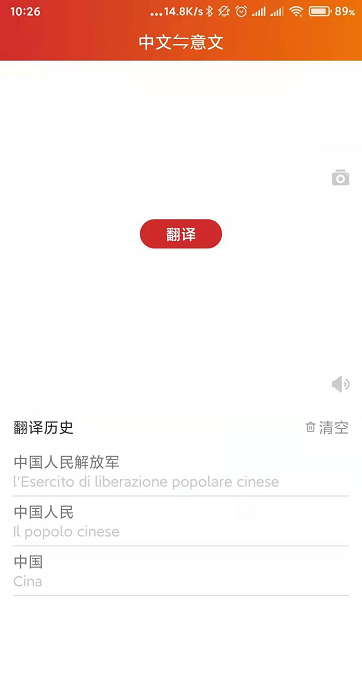 10:26 ...14.8K/s 89%
中文⇋意文
翻译
翻译历史 清空
中国人民解放军
l'Esercito di liberazione popolare cinese
中国人民
Il popolo cinese
中国
Cina